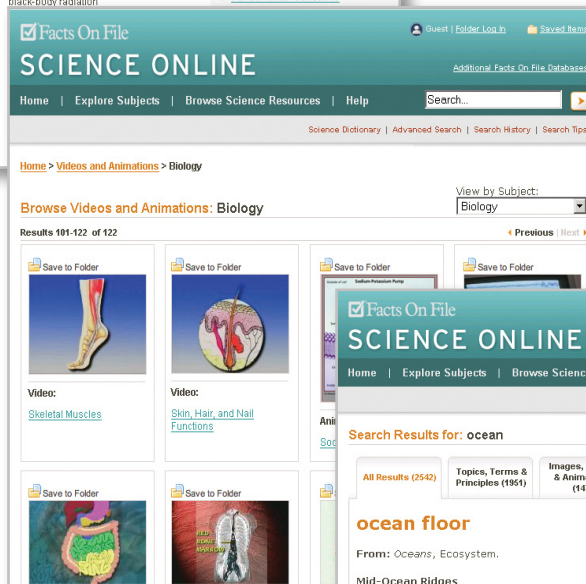 black-body radiation
Facts On File
SCIENCE ONLINE
Guest | Folder Log In
Saved Items
Additional Facts On File Databases
Home | Explore Subjects | Browse Science Resources | Help
Search...
Science Dictionary | Advanced Search | Search History | Search Tips
Home > Videos and Animations > Biology
View by Subject:
Browse Videos and Animations: Biology
Biology
Results 101-122 of 122
Previous | Next
Save to Folder
Save to Folder
Save to Folder
Save to Folder
Sodium-Potassium Pump
Video:
Skeletal Muscles
Video:
Skin, Hair, and Nail
Functions
Ani
Soc
Save to Folder
Save to Folder
RED
BONE
MARROW
Facts On File
SCIENCE ONLINE
Home | Explore Subjects | Browse Scienc
Search Results for: ocean
All Results (2542)
Topics, Terms &
Principles (1951)
Images,
& Anim
(14
ocean floor
From: Oceans, Ecosystem.
Mid-Ocean Ridges